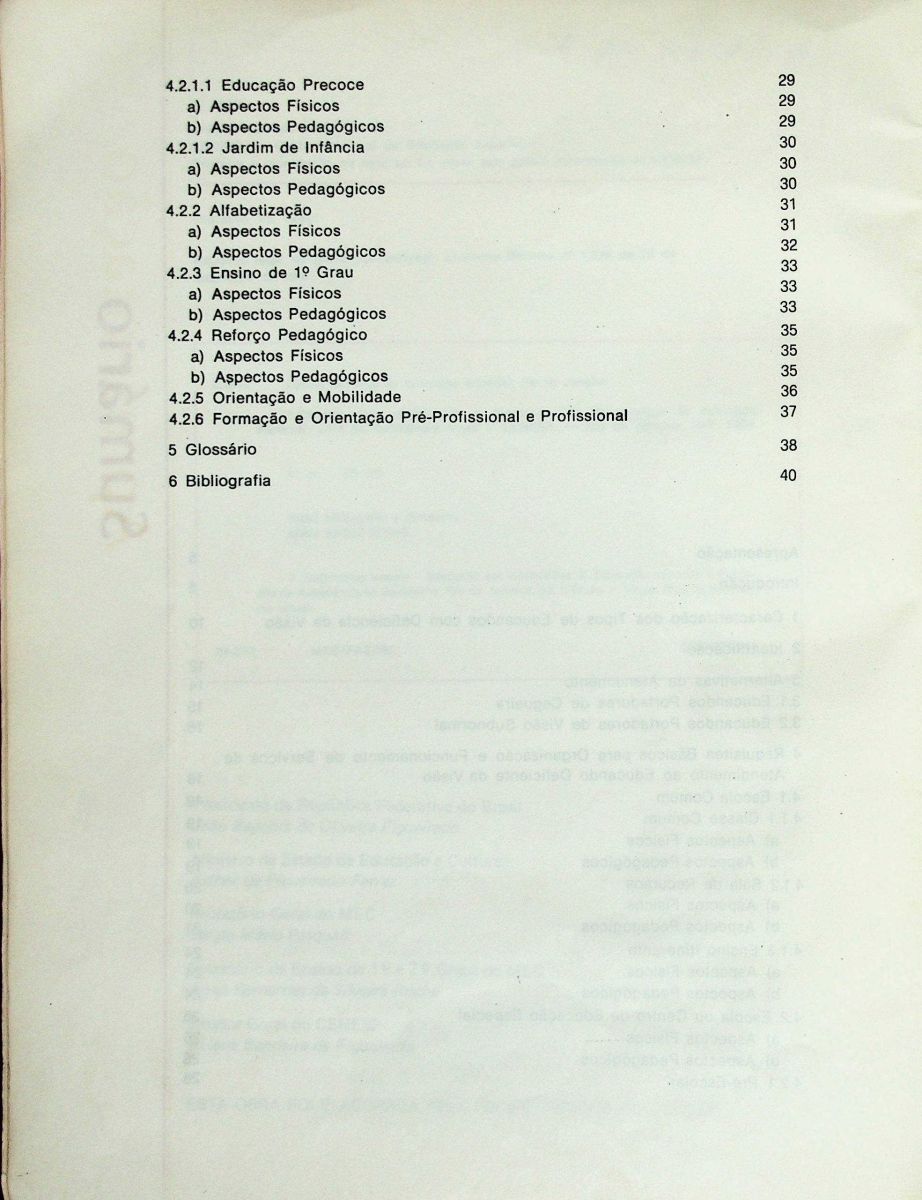 4.2.1.1 Educação Precoce 29
a) Aspectos Físicos 29
b) Aspectos Pedagógicos 29
4.2.1.2 Jardim de Infância 30
a) Aspectos Físicos 30
b) Aspectos Pedagógicos 30
4.2.2 Alfabetização 31
a) Aspectos Físicos 31
b) Aspectos Pedagógicos 32
4.2.3 Ensino de 1º Grau 33
a) Aspectos Físicos 33
b) Aspectos Pedagógicos 33
4.2.4 Reforço Pedagógico 35
a) Aspectos Físicos 35
b) Aspectos Pedagógicos 35
4.2.5 Orientação e Mobilidade 36
4.2.6 Formação e Orientação Pré-Profissional e Profissional 37
5 Glossário 38
6 Bibliografia 40